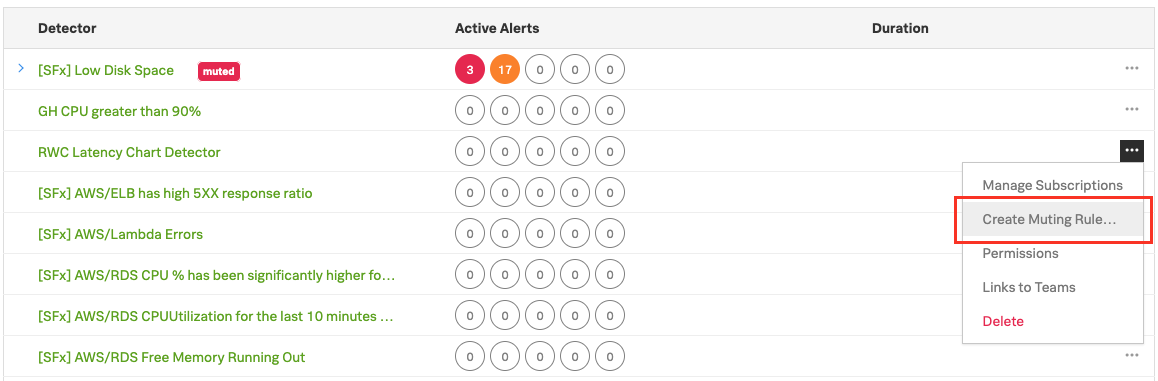 Detector Active Alerts Duration
[SFx] Low Disk Space muted 3 17 0 0 0 ...
GH CPU greater than 90% 0 0 0 0 0 ...
RWC Latency Chart Detector 0 0 0 0 0 ...
[SFx] AWS/ELB has high 5XX response ratio 0 0 0 0 0
[SFx] AWS/Lambda Errors 0 0 0 0 0
[SFx] AWS/RDS CPU % has been significantly higher fo... 0 0 0 0 0
[SFx] AWS/RDS CPUUtilization for the last 10 minutes ... 0 0 0 0 0
[SFx] AWS/RDS Free Memory Running Out 0 0 0 0 0 ...
Manage Subscriptions
Create Muting Rule...
Permissions
Links to Teams
Delete